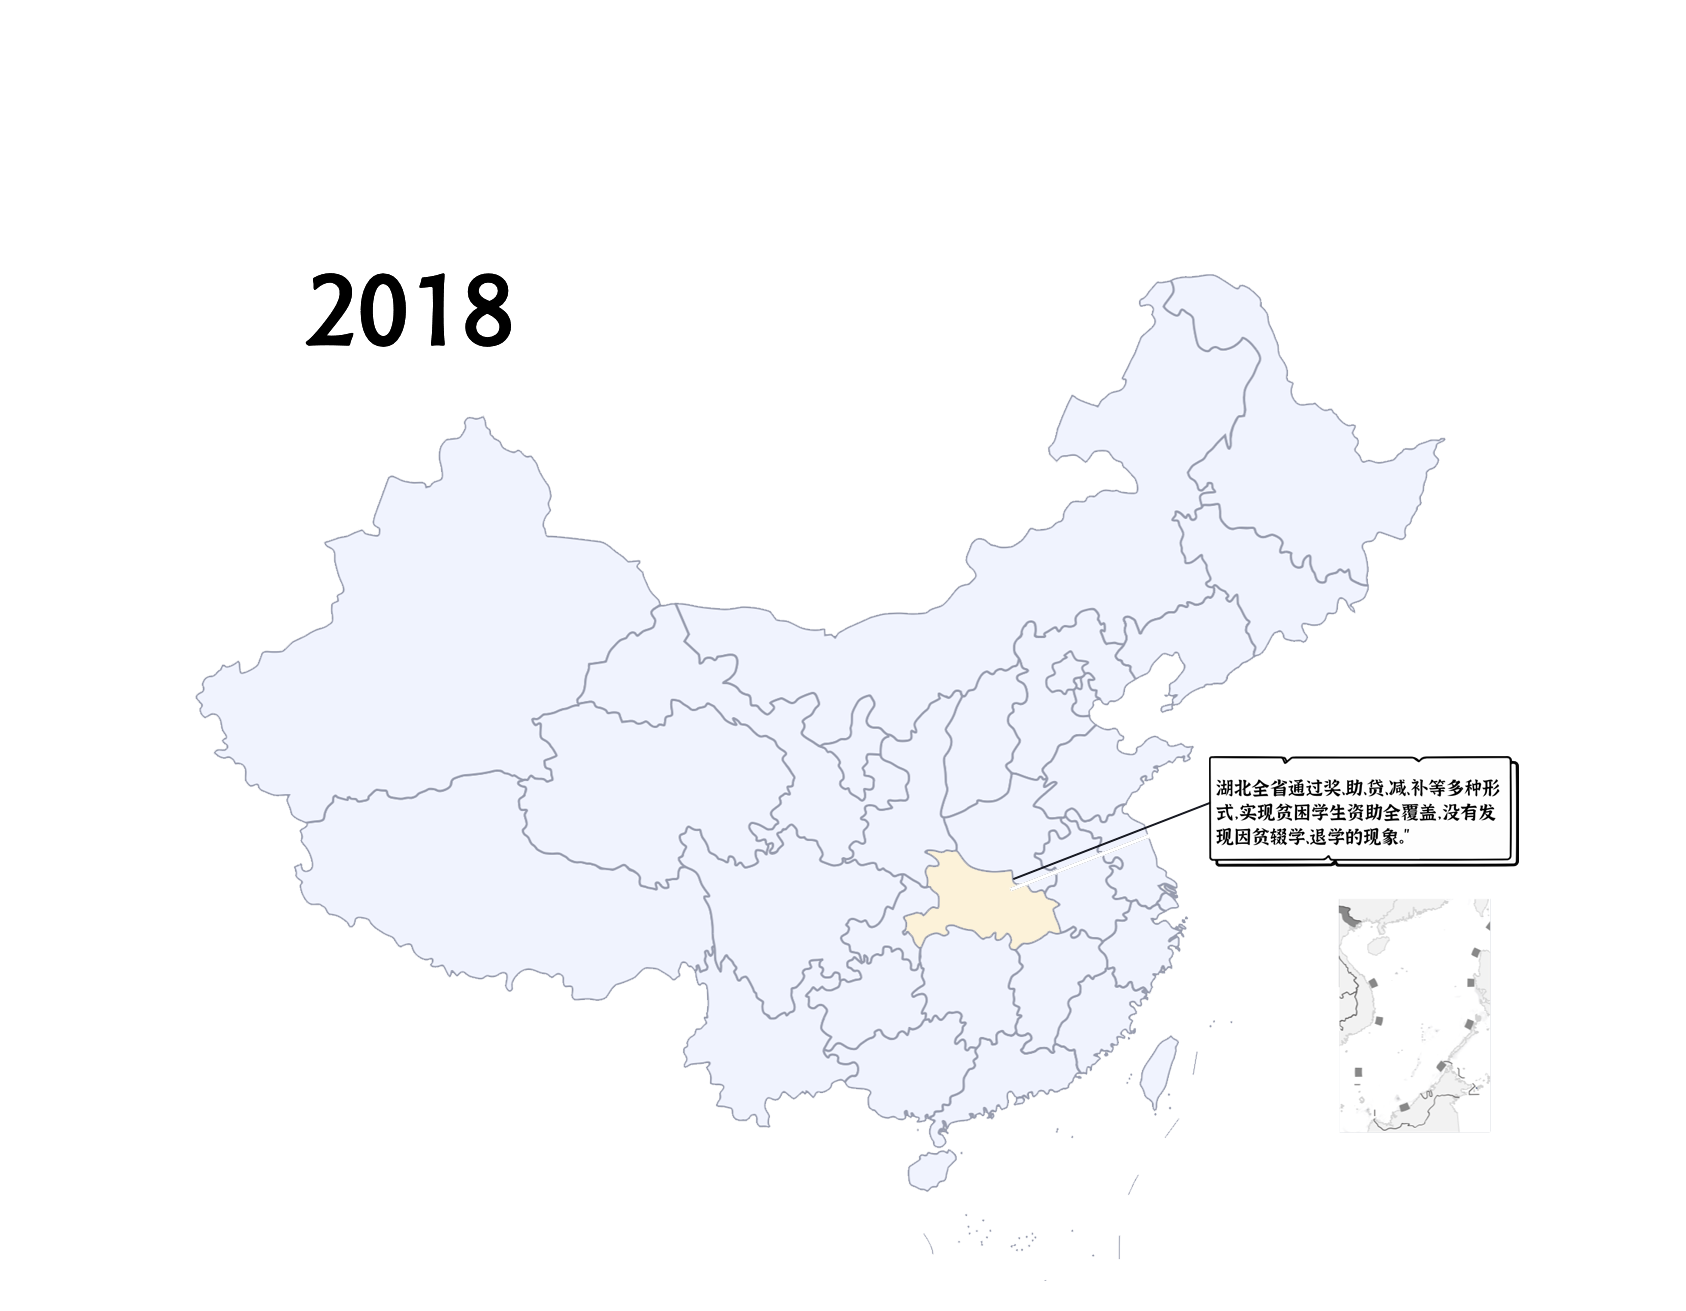 2018
湖北全省通过奖、助、贷、减、补等多种形
式,实现贫困学生资助全覆盖,没有发
现因贫辍学、退学的现象。”